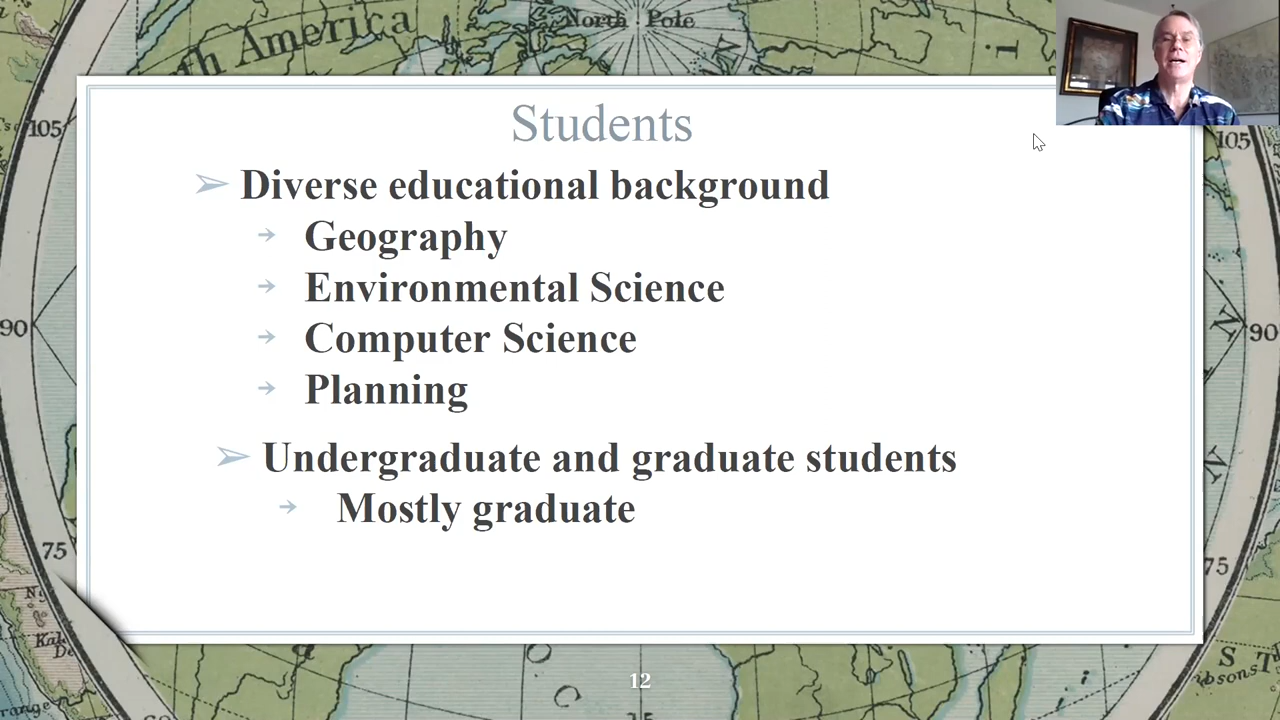 th America
North Pole
105
105
Students
➢ Diverse educational background
→ Geography
→ Environmental Science
→ Computer Science
→ Planning
90
90
➢ Undergraduate and graduate students
→ Mostly graduate
75
75
12